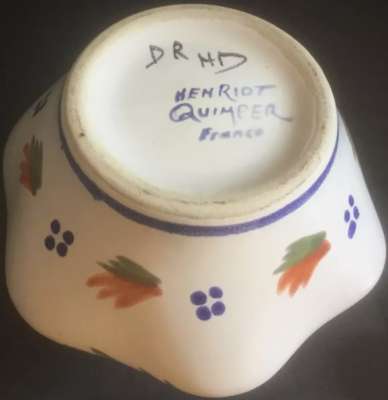 DR HD
HENRIOT
QUIMPER
FRANCE